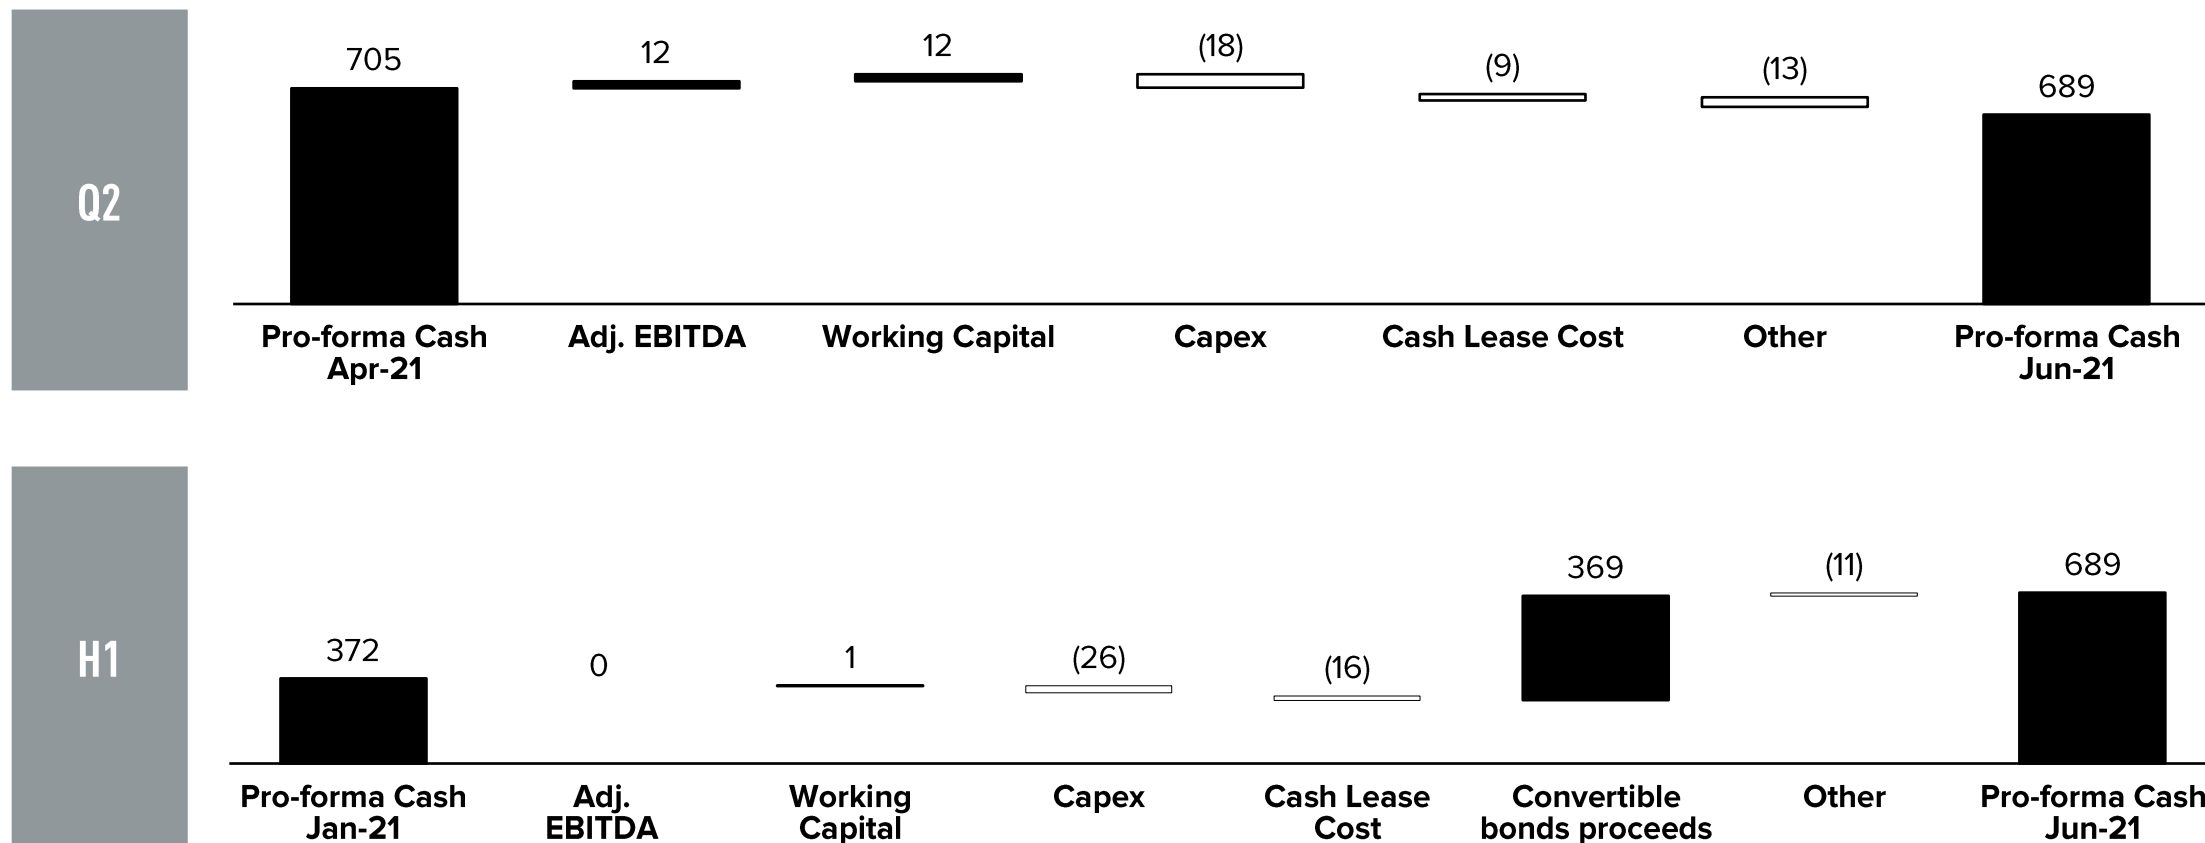 Q2
705
12
12
(18)
(9)
(13)
689
Pro-forma Cash
Apr-21
Adj. EBITDA
Working Capital
Capex
Cash Lease Cost
Other
Pro-forma Cash
Jun-21
H1
372
0
1
(26)
(16)
369
(11)
689
Pro-forma Cash
Jan-21
Adj.
EBITDA
Working
Capital
Capex
Cash Lease
Cost
Convertible
bonds proceeds
Other
Pro-forma Cash
Jun-21